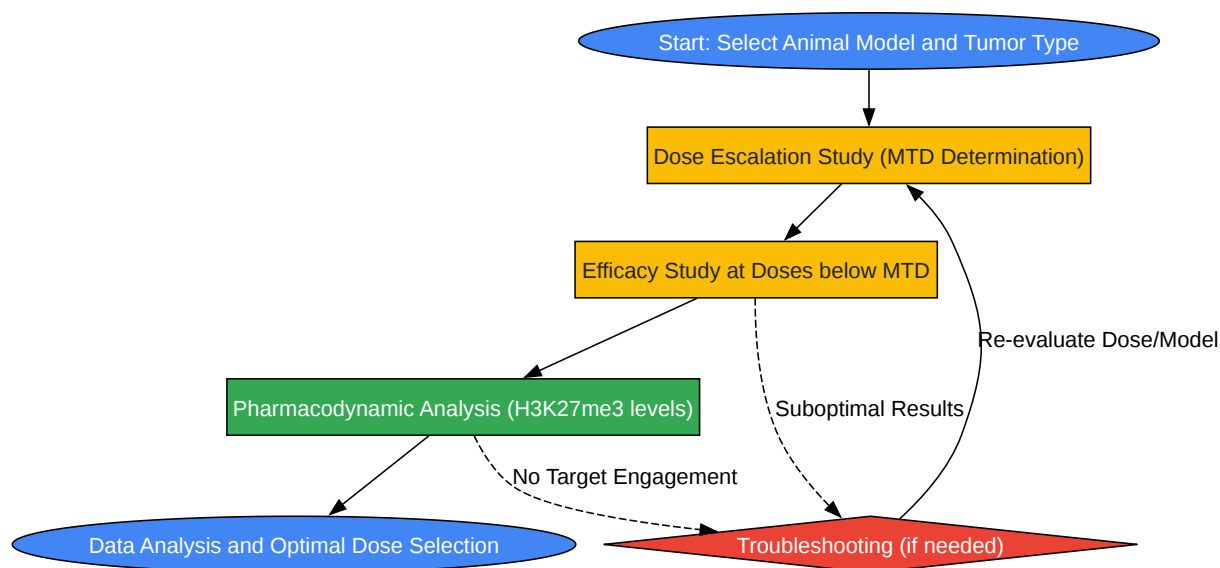 Start: Select Animal Model and Tumor Type
Dose Escalation Study (MTD Determination)
Efficacy Study at Doses below MTD
Re-evaluate Dose/Model
Pharmacodynamic Analysis (H3K27me3 levels)
Suboptimal Results
No Target Engagement
Data Analysis and Optimal Dose Selection
Troubleshooting (if needed)